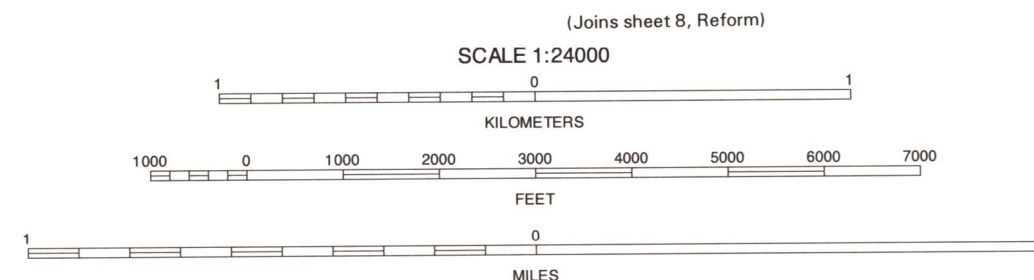 (Joins sheet 8, Reform)
SCALE 1:24000
1 0 1
KILOMETERS
1000 0 1000 2000 3000 4000 5000 6000 7000
FEET
1 0
MILES